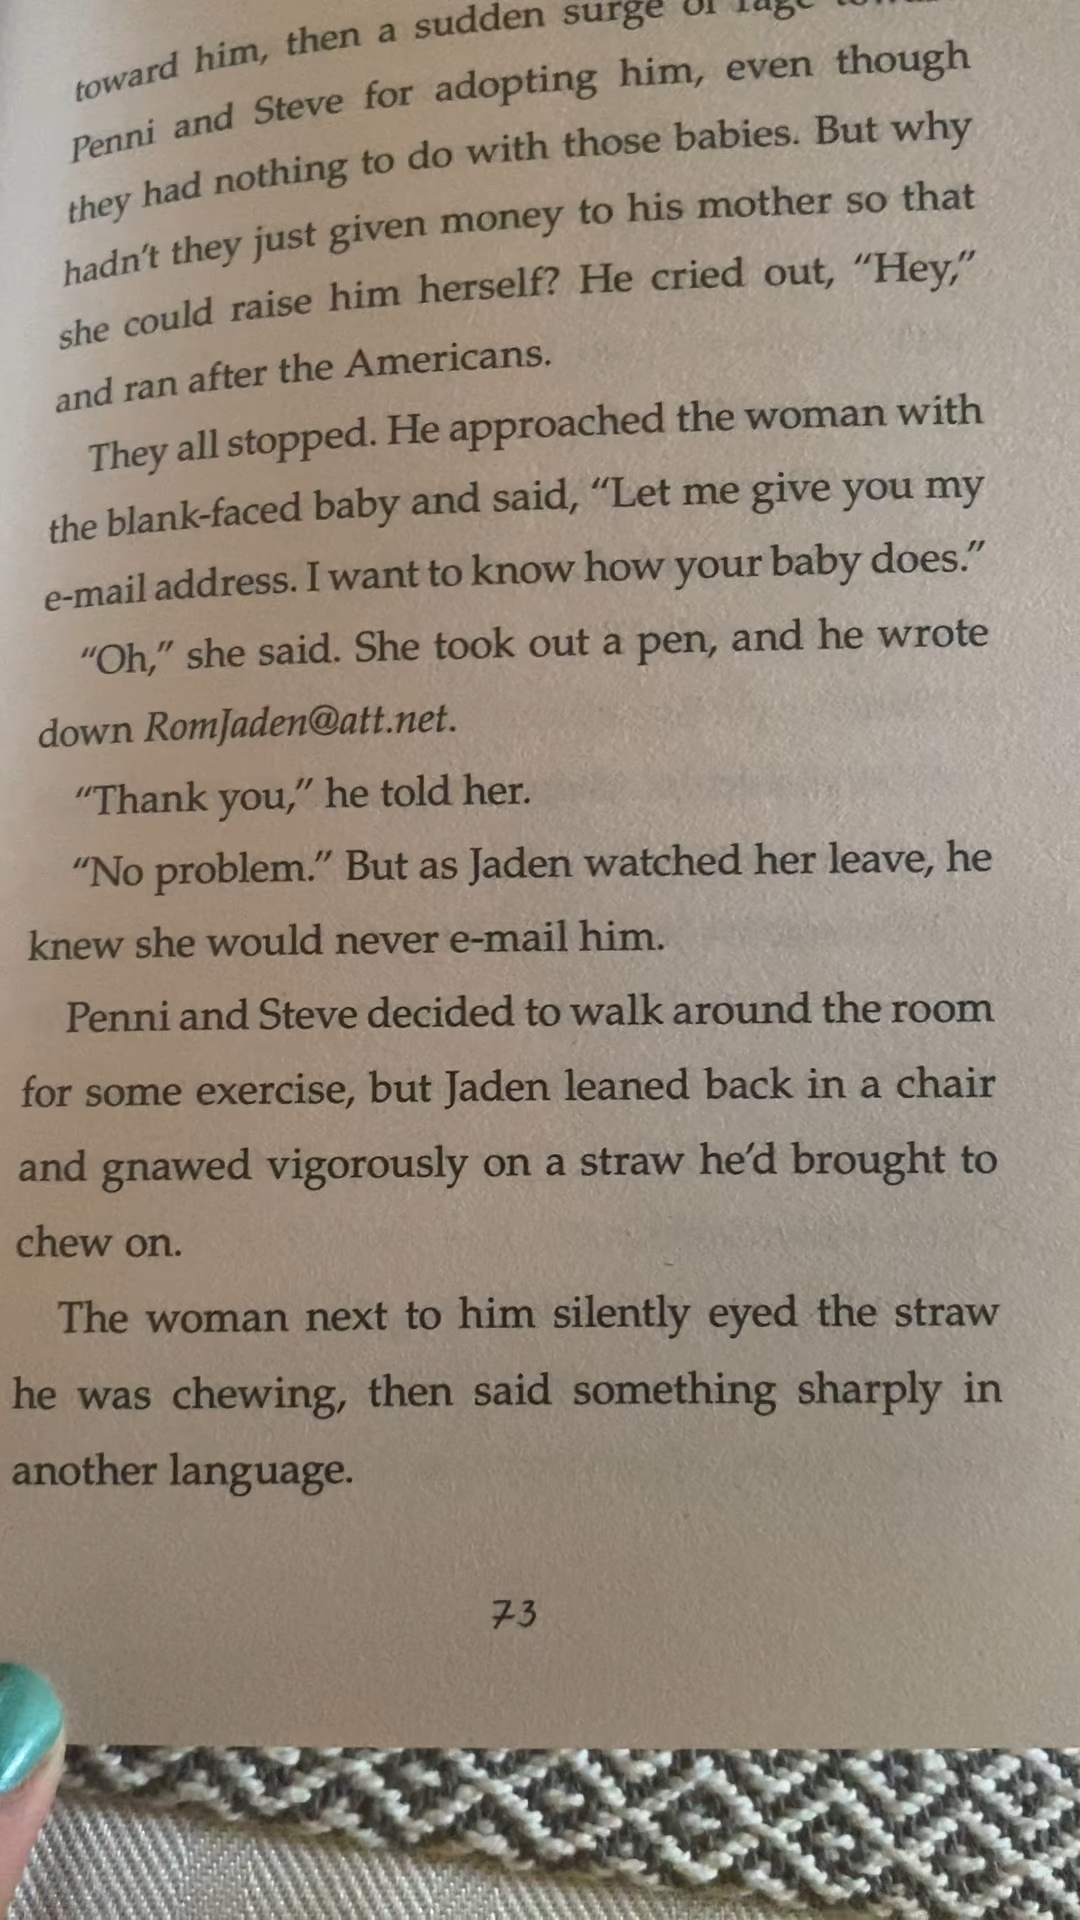 toward him, then a sudden surge of rage
Penni and Steve for adopting him, even though
they had nothing to do with those babies. But why
hadn’t they just given money to his mother so that
she could raise him herself? He cried out, “Hey,”
and ran after the Americans.
They all stopped. He approached the woman with
the blank-faced baby and said, “Let me give you my
e-mail address. I want to know how your baby does.”
“Oh,” she said. She took out a pen, and he wrote
down RomJaden@att.net.
“Thank you,” he told her.
“No problem.” But as Jaden watched her leave, he
knew she would never e-mail him.
Penni and Steve decided to walk around the room
for some exercise, but Jaden leaned back in a chair
and gnawed vigorously on a straw he’d brought to
chew on.
The woman next to him silently eyed the straw
he was chewing, then said something sharply in
another language.
73